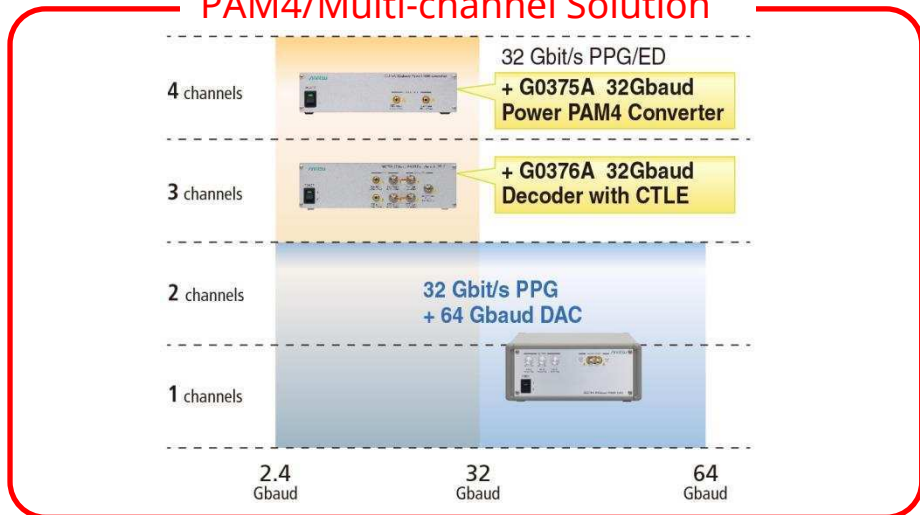 PAM4/Multi-channel Solution
32 Gbit/s PPG/ED
4 channels
+ G0375A 32Gbaud
Power PAM4 Converter
3 channels
+ G0376A 32Gbaud
Decoder with CTLE
2 channels
32 Gbit/s PPG
+ 64 Gbaud DAC
1 channels
2.4
Gbaud
32
Gbaud
64
Gbaud